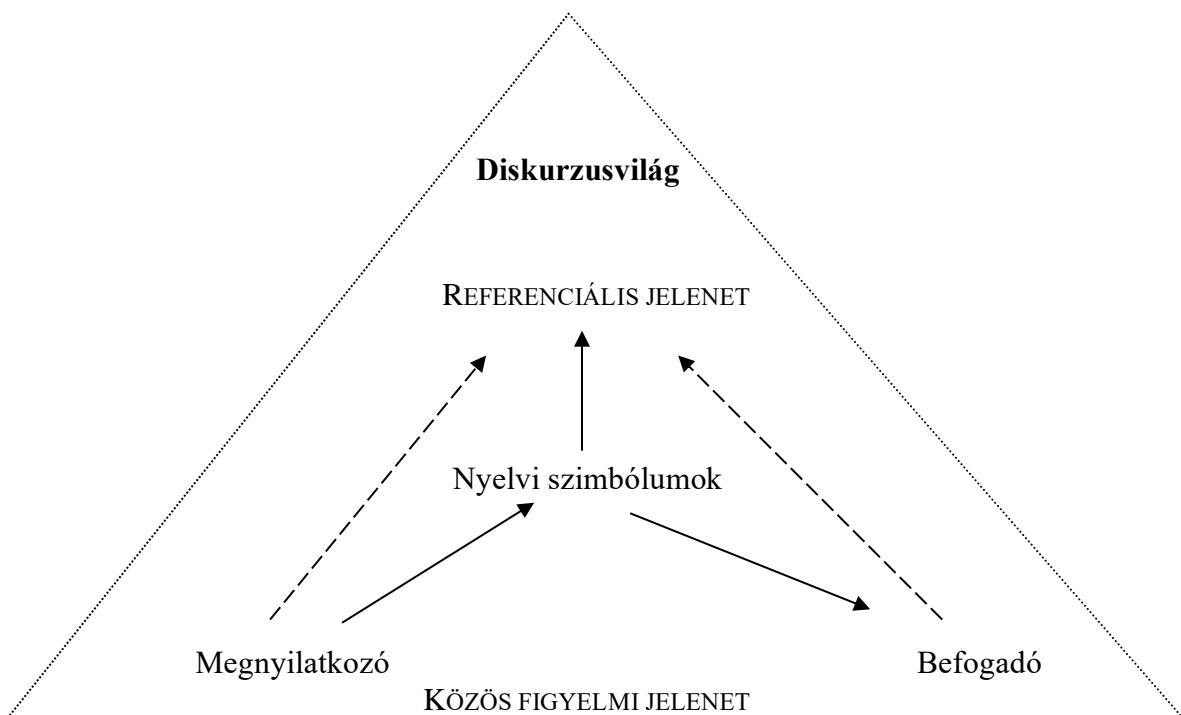 Diskurzusvilág
REFERENCIÁLIS JELENET
Nyelvi szimbólumok
Megnyilatkozó
Befogadó
KÖZÖS FIGYELMI JELENET